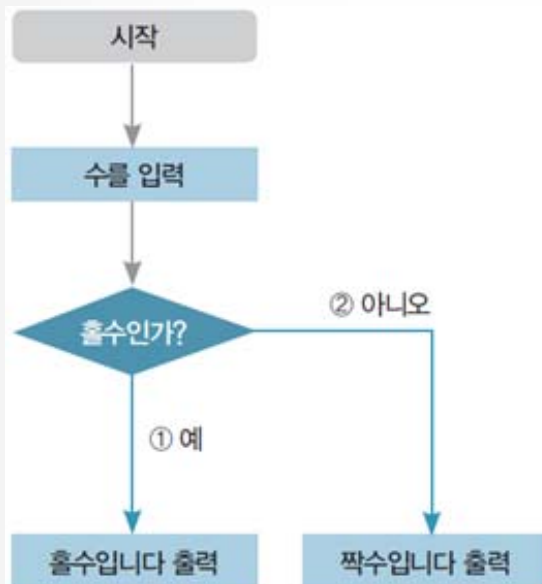 시작
수를 입력
홀수인가?
② 아니오
① 예
홀수입니다 출력
짝수입니다 출력